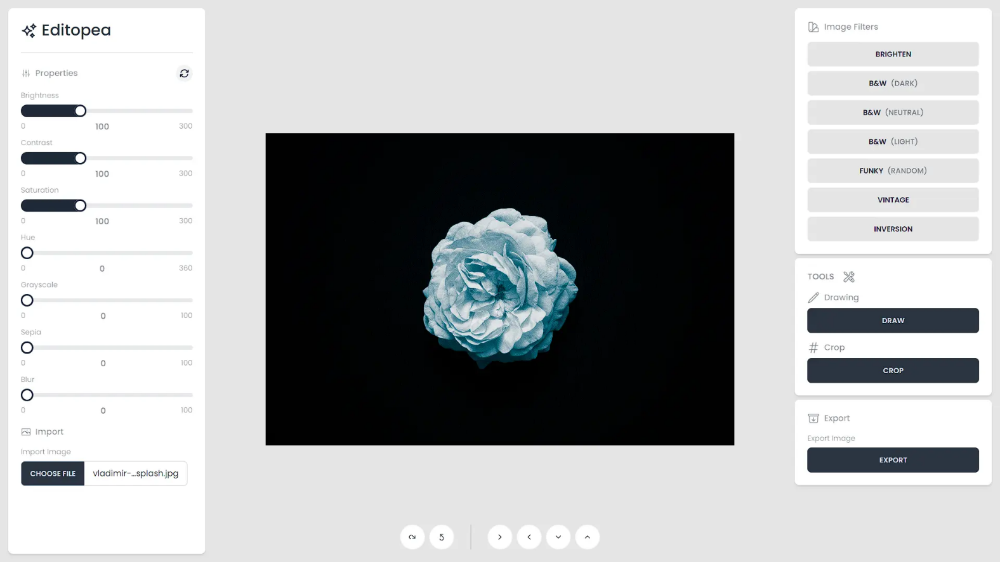 Editopea
Properties
Brightness
0 100 300
Contrast
0 100 300
Saturation
0 100 300
Hue
0 0 360
Grayscale
0 0 100
Sepia
0 0 100
Blur
0 0 100
Import
Import Image
CHOOSE FILE vladimir-...splash.jpg
Image Filters
BRIGHTEN
B&W (DARK)
B&W (NEUTRAL)
B&W (LIGHT)
FUNKY (RANDOM)
VINTAGE
INVERSION
TOOLS
Drawing
DRAW
Crop
CROP
Export
Export Image
EXPORT